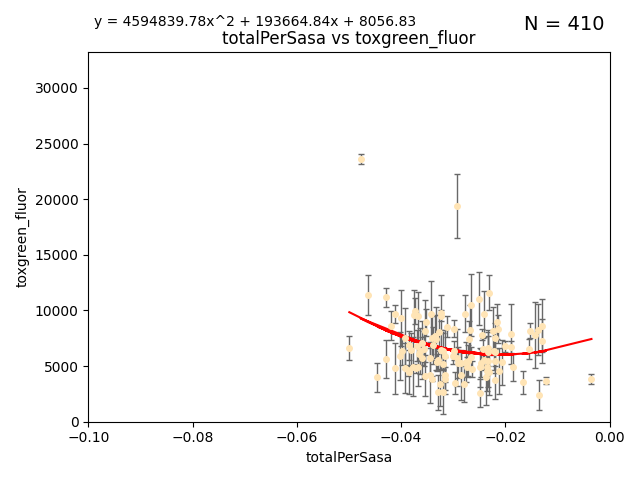 y = 4594839.78x^2 + 193664.84x + 8056.83
N = 410
totalPerSasa vs toxgreen_fluor
30000
25000
20000
15000
10000
5000
0
toxgreen_fluor
−0.10
−0.08
−0.06
−0.04
−0.02
0.00
totalPerSasa